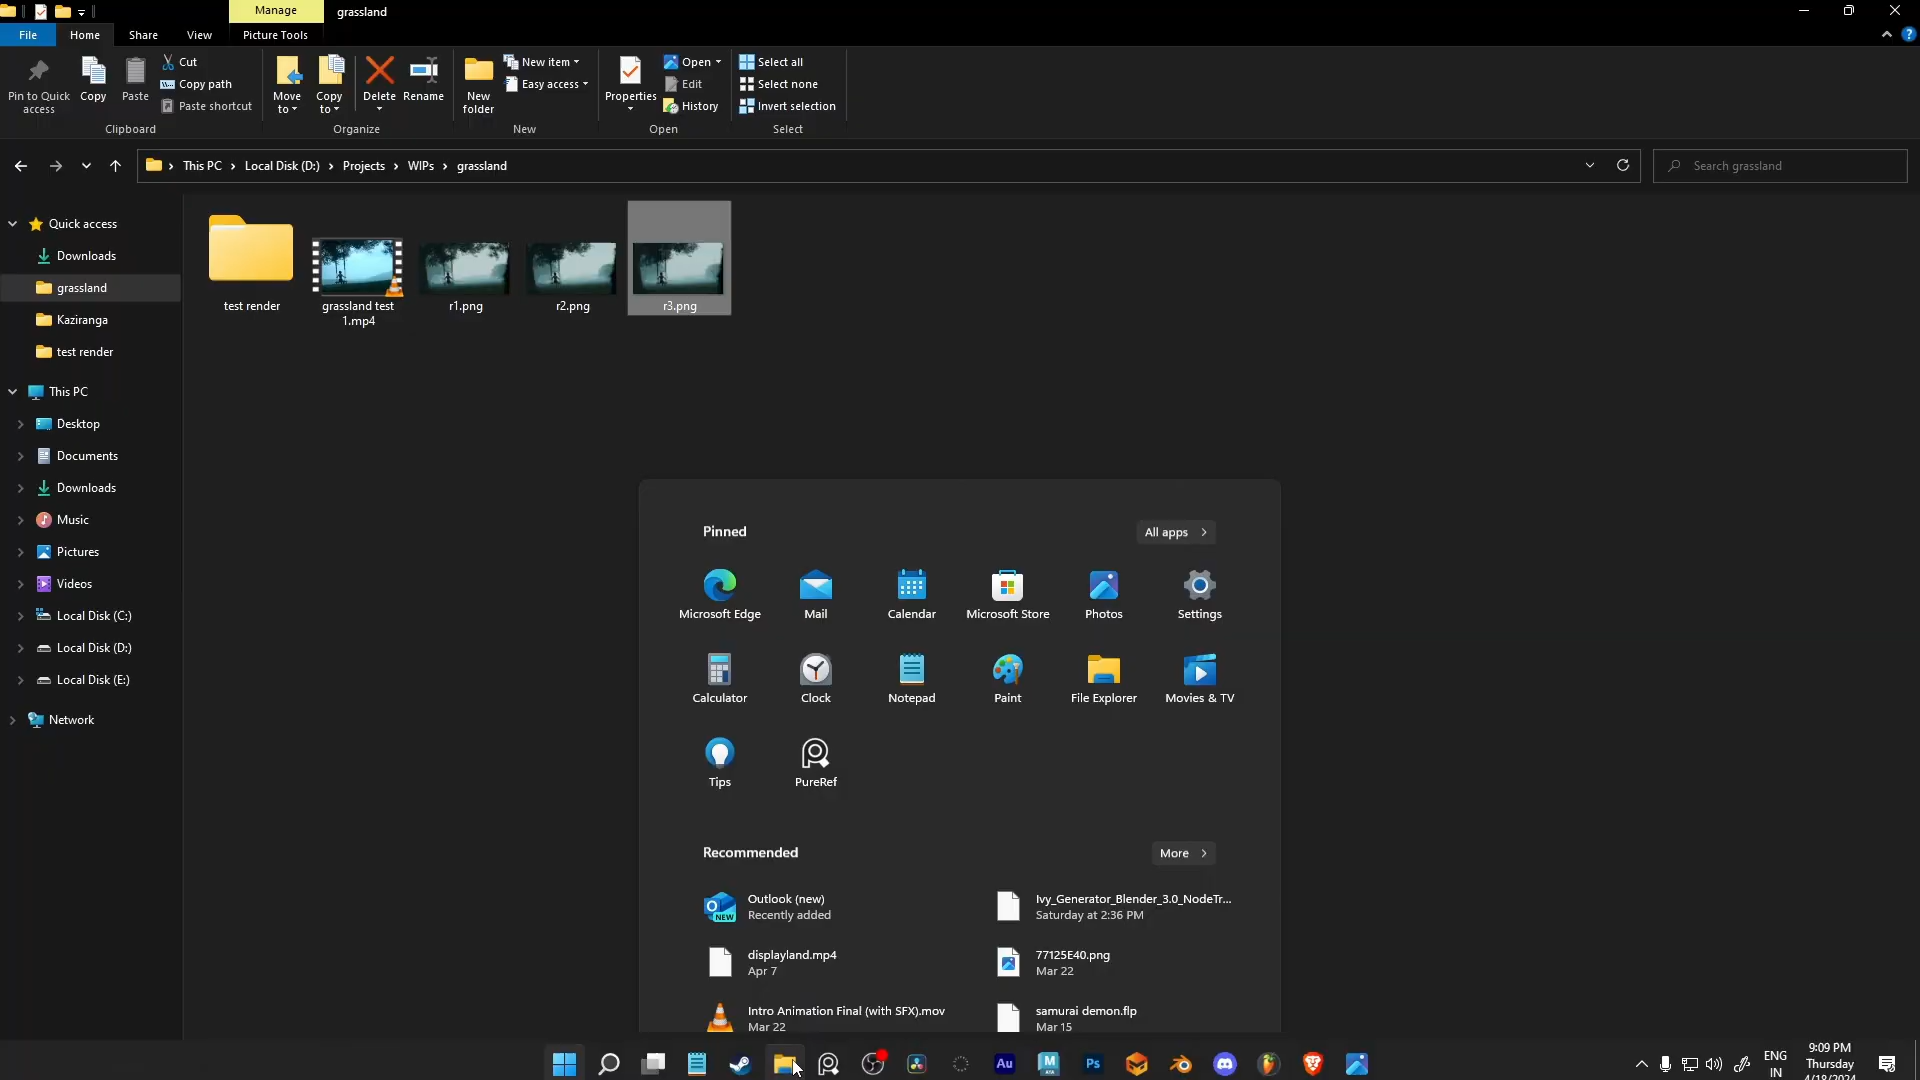 Manage
grassland
File
Home
Share
View
Picture Tools
Pin to Quick access
Copy
Paste
Cut
Copy path
Paste shortcut
Clipboard
Move to
Copy to
Delete
Rename
Organize
New folder
New item
Easy access
New
Properties
Open
Edit
History
Open
Select all
Select none
Invert selection
Select
This PC
Local Disk (D:)
Projects
WIPs
grassland
Search grassland
Quick access
Downloads
grassland
Kaziranga
test render
This PC
Desktop
Documents
Downloads
Music
Pictures
Videos
Local Disk (C:)
Local Disk (D:)
Local Disk (E:)
Network
test render
grassland test
1.mp4
r1.png
r2.png
r3.png
Pinned
All apps
Microsoft Edge
Mail
Calendar
Microsoft Store
Photos
Settings
Calculator
Clock
Notepad
Paint
File Explorer
Movies & TV
Tips
PureRef
Recommended
More
Outlook (new)
Recently added
Ivy_Generator_Blender_3.0_NodeTr...
Saturday at 2:36 PM
displayland.mp4
Apr 7
77125E40.png
Mar 22
Intro Animation Final (with SFX).mov
Mar 22
samurai demon.flp
Mar 15
NEW
Au
M
Ps
ENG
IN
9:09 PM
Thursday
4/18/2024